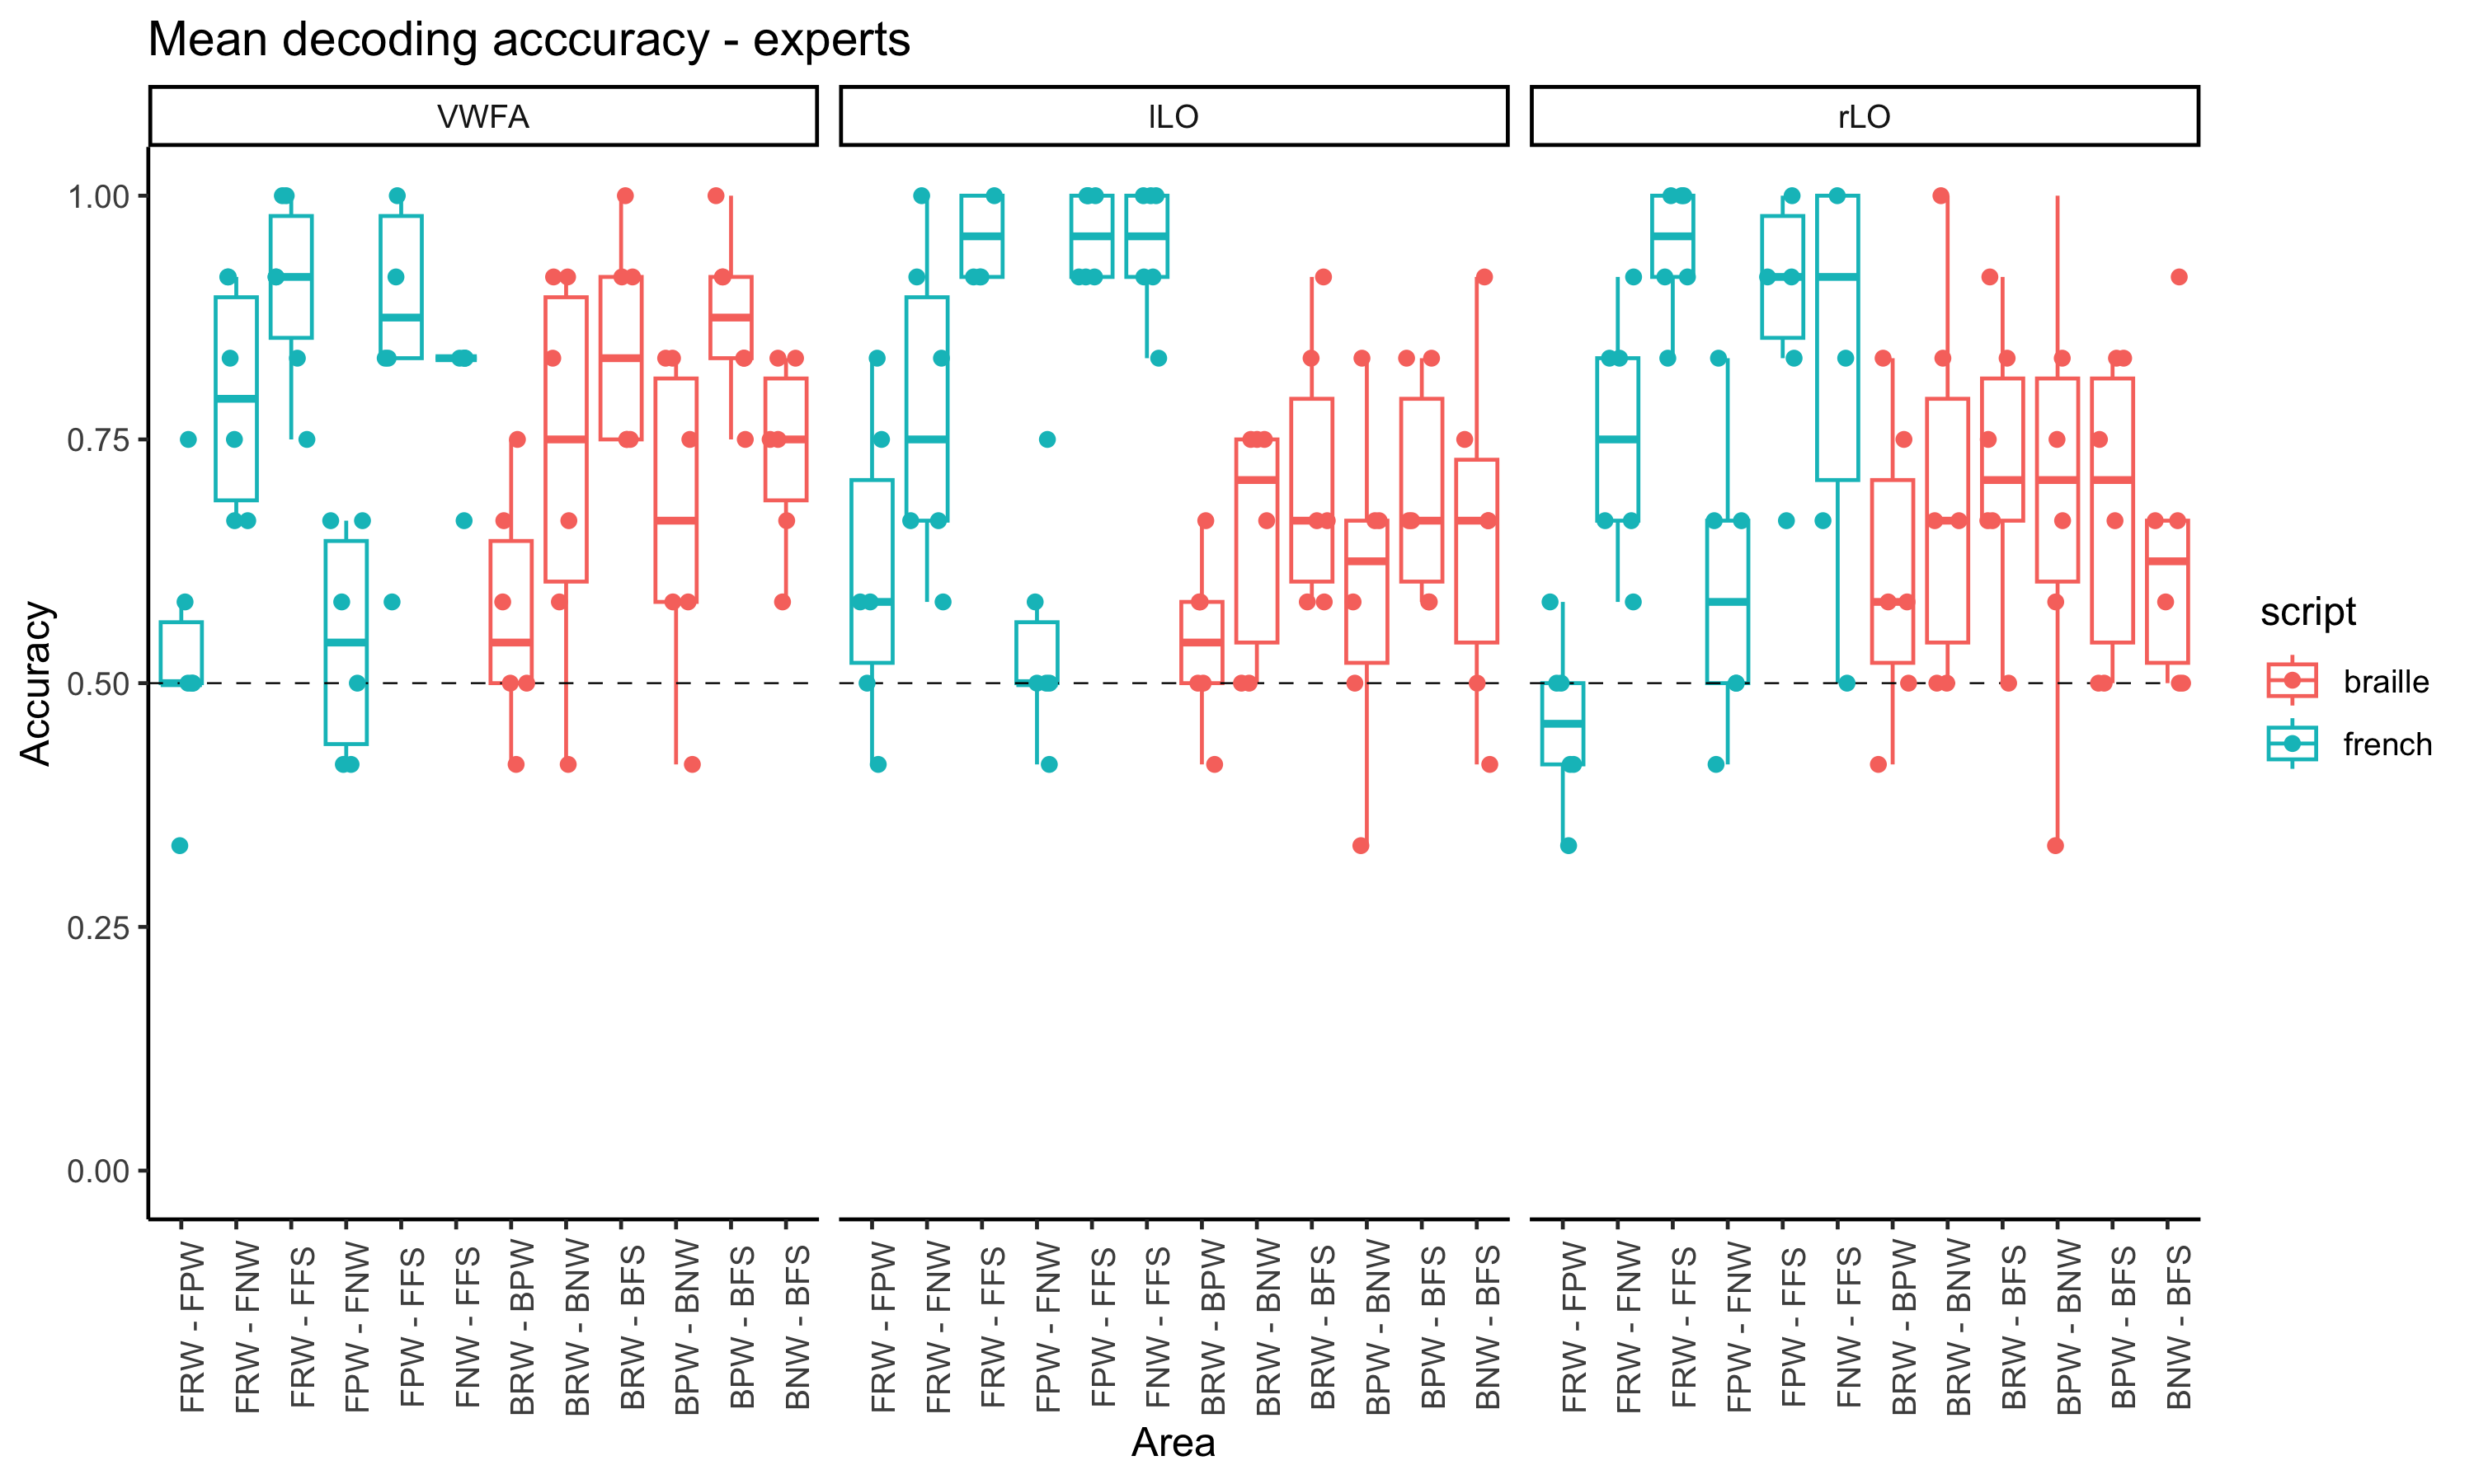 Mean decoding acccuracy - experts
VWFA
lLO
rLO
1.00
0.75
0.50
0.25
0.00
Accuracy
FRW - FPW
FRW - FNW
FRW - FFS
FPW - FNW
FPW - FFS
FNW - FFS
BRW - BPW
BRW - BNW
BRW - BFS
BPW - BNW
BPW - BFS
BNW - BFS
FRW - FPW
FRW - FNW
FRW - FFS
FPW - FNW
FPW - FFS
FNW - FFS
BRW - BPW
BRW - BNW
BRW - BFS
BPW - BNW
BPW - BFS
BNW - BFS
FRW - FPW
FRW - FNW
FRW - FFS
FPW - FNW
FPW - FFS
FNW - FFS
BRW - BPW
BRW - BNW
BRW - BFS
BPW - BNW
BPW - BFS
BNW - BFS
Area
script
braille
french